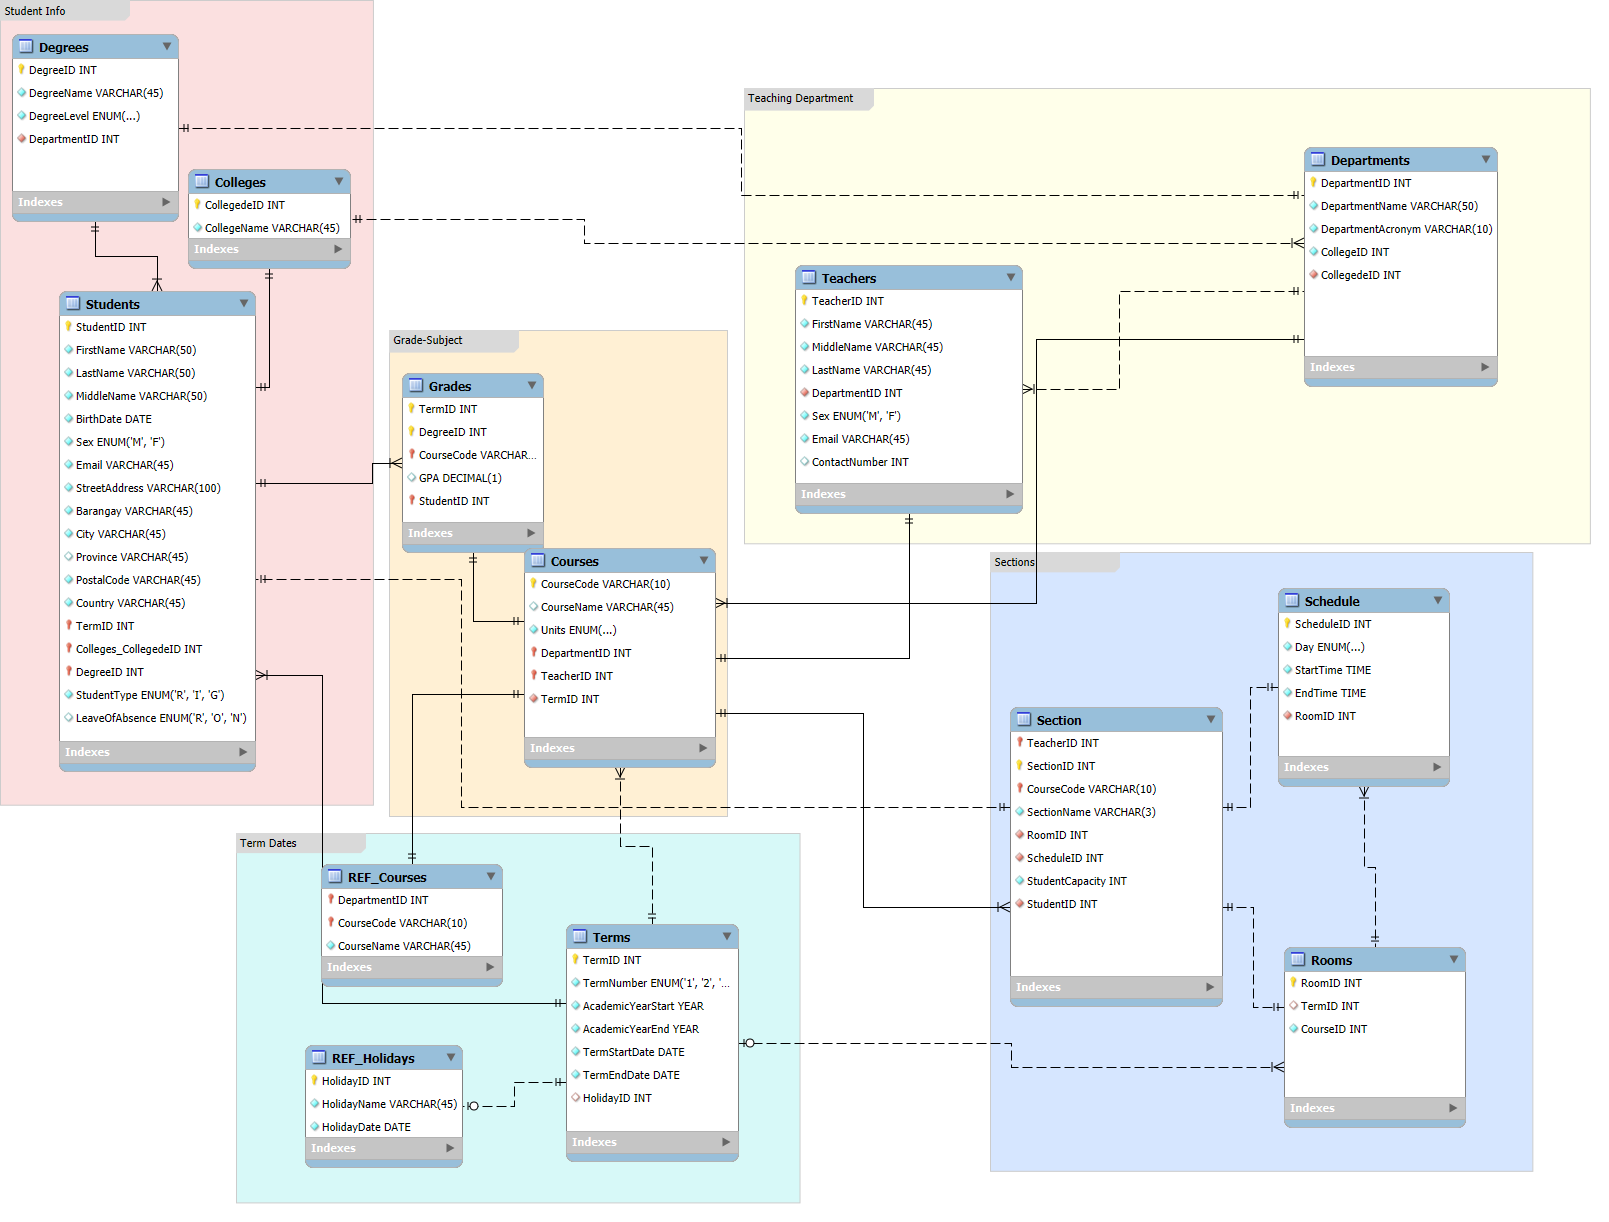 Student Info
Degrees
DegreeID INT
DegreeName VARCHAR(45)
DegreeLevel ENUM(...)
DepartmentID INT
Indexes
Colleges
CollegedeID INT
CollegeName VARCHAR(45)
Indexes
Students
StudentID INT
FirstName VARCHAR(50)
LastName VARCHAR(50)
MiddleName VARCHAR(50)
BirthDate DATE
Sex ENUM('M', 'F')
Email VARCHAR(45)
StreetAddress VARCHAR(100)
Barangay VARCHAR(45)
City VARCHAR(45)
Province VARCHAR(45)
PostalCode VARCHAR(45)
Country VARCHAR(45)
TermID INT
Colleges_CollegedeID INT
DegreeID INT
StudentType ENUM('R', 'I', 'G')
LeaveOfAbsence ENUM('R', 'O', 'N')
Indexes
Teaching Department
Departments
DepartmentID INT
DepartmentName VARCHAR(50)
DepartmentAcronym VARCHAR(10)
CollegeID INT
CollegedeID INT
Indexes
Teachers
TeacherID INT
FirstName VARCHAR(45)
MiddleName VARCHAR(45)
LastName VARCHAR(45)
DepartmentID INT
Sex ENUM('M', 'F')
Email VARCHAR(45)
ContactNumber INT
Indexes
Grade-Subject
Grades
TermID INT
DegreeID INT
CourseCode VARCHAR...
GPA DECIMAL(1)
StudentID INT
Indexes
Courses
CourseCode VARCHAR(10)
CourseName VARCHAR(45)
Units ENUM(...)
DepartmentID INT
TeacherID INT
TermID INT
Indexes
Sections
Schedule
ScheduleID INT
Day ENUM(...)
StartTime TIME
EndTime TIME
RoomID INT
Indexes
Section
TeacherID INT
SectionID INT
CourseCode VARCHAR(10)
SectionName VARCHAR(3)
RoomID INT
ScheduleID INT
StudentCapacity INT
StudentID INT
Indexes
Rooms
RoomID INT
TermID INT
CourseID INT
Indexes
Term Dates
REF_Courses
DepartmentID INT
CourseCode VARCHAR(10)
CourseName VARCHAR(45)
Indexes
Terms
TermID INT
TermNumber ENUM('1', '2', '...
AcademicYearStart YEAR
AcademicYearEnd YEAR
TermStartDate DATE
TermEndDate DATE
HolidayID INT
Indexes
REF_Holidays
HolidayID INT
HolidayName VARCHAR(45)
HolidayDate DATE
Indexes